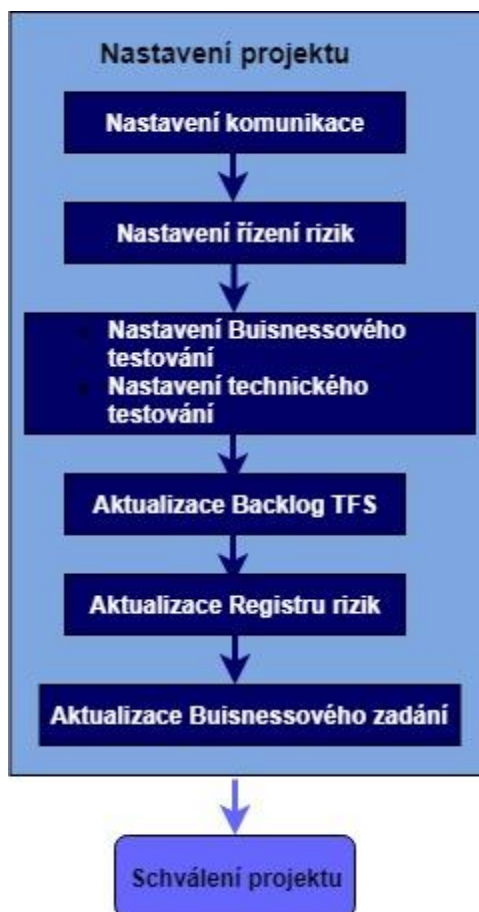 Nastavení projektu
Nastavení komunikace
Nastavení řízení rizik
Nastavení Buisnessového
testování
Nastavení technického
testování
Aktualizace Backlog TFS
Aktualizace Registru rizik
Aktualizace Buisnessového zadání
Schválení projektu